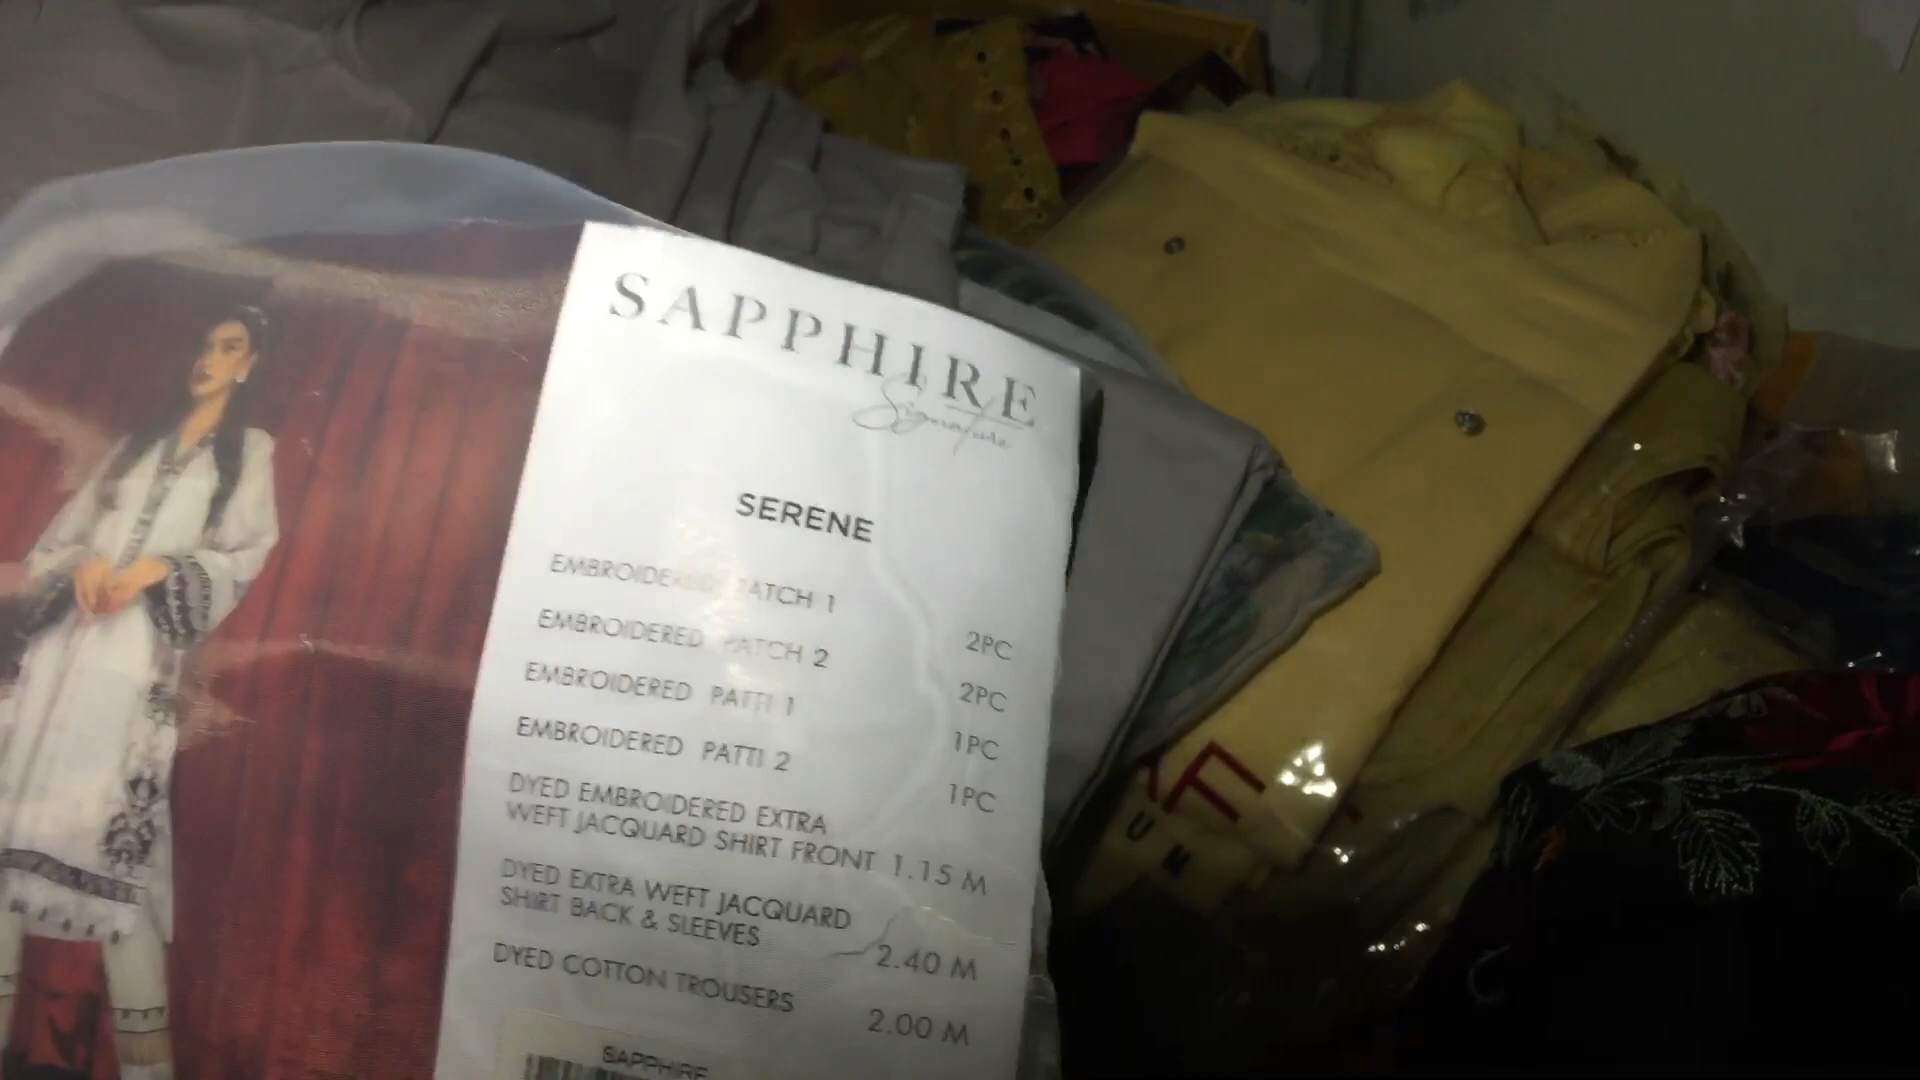 SAPPHIRE
Signature
SERENE
EMBROIDERED PATCH 1 2PC
EMBROIDERED PATCH 2 2PC
EMBROIDERED PATTI 1 1PC
EMBROIDERED PATTI 2 1PC
DYED EMBROIDERED EXTRA
WEFT JACQUARD SHIRT FRONT 1.15 M
DYED EXTRA WEFT JACQUARD
SHIRT BACK & SLEEVES 2.40 M
DYED COTTON TROUSERS 2.00 M
SAPPHIRE